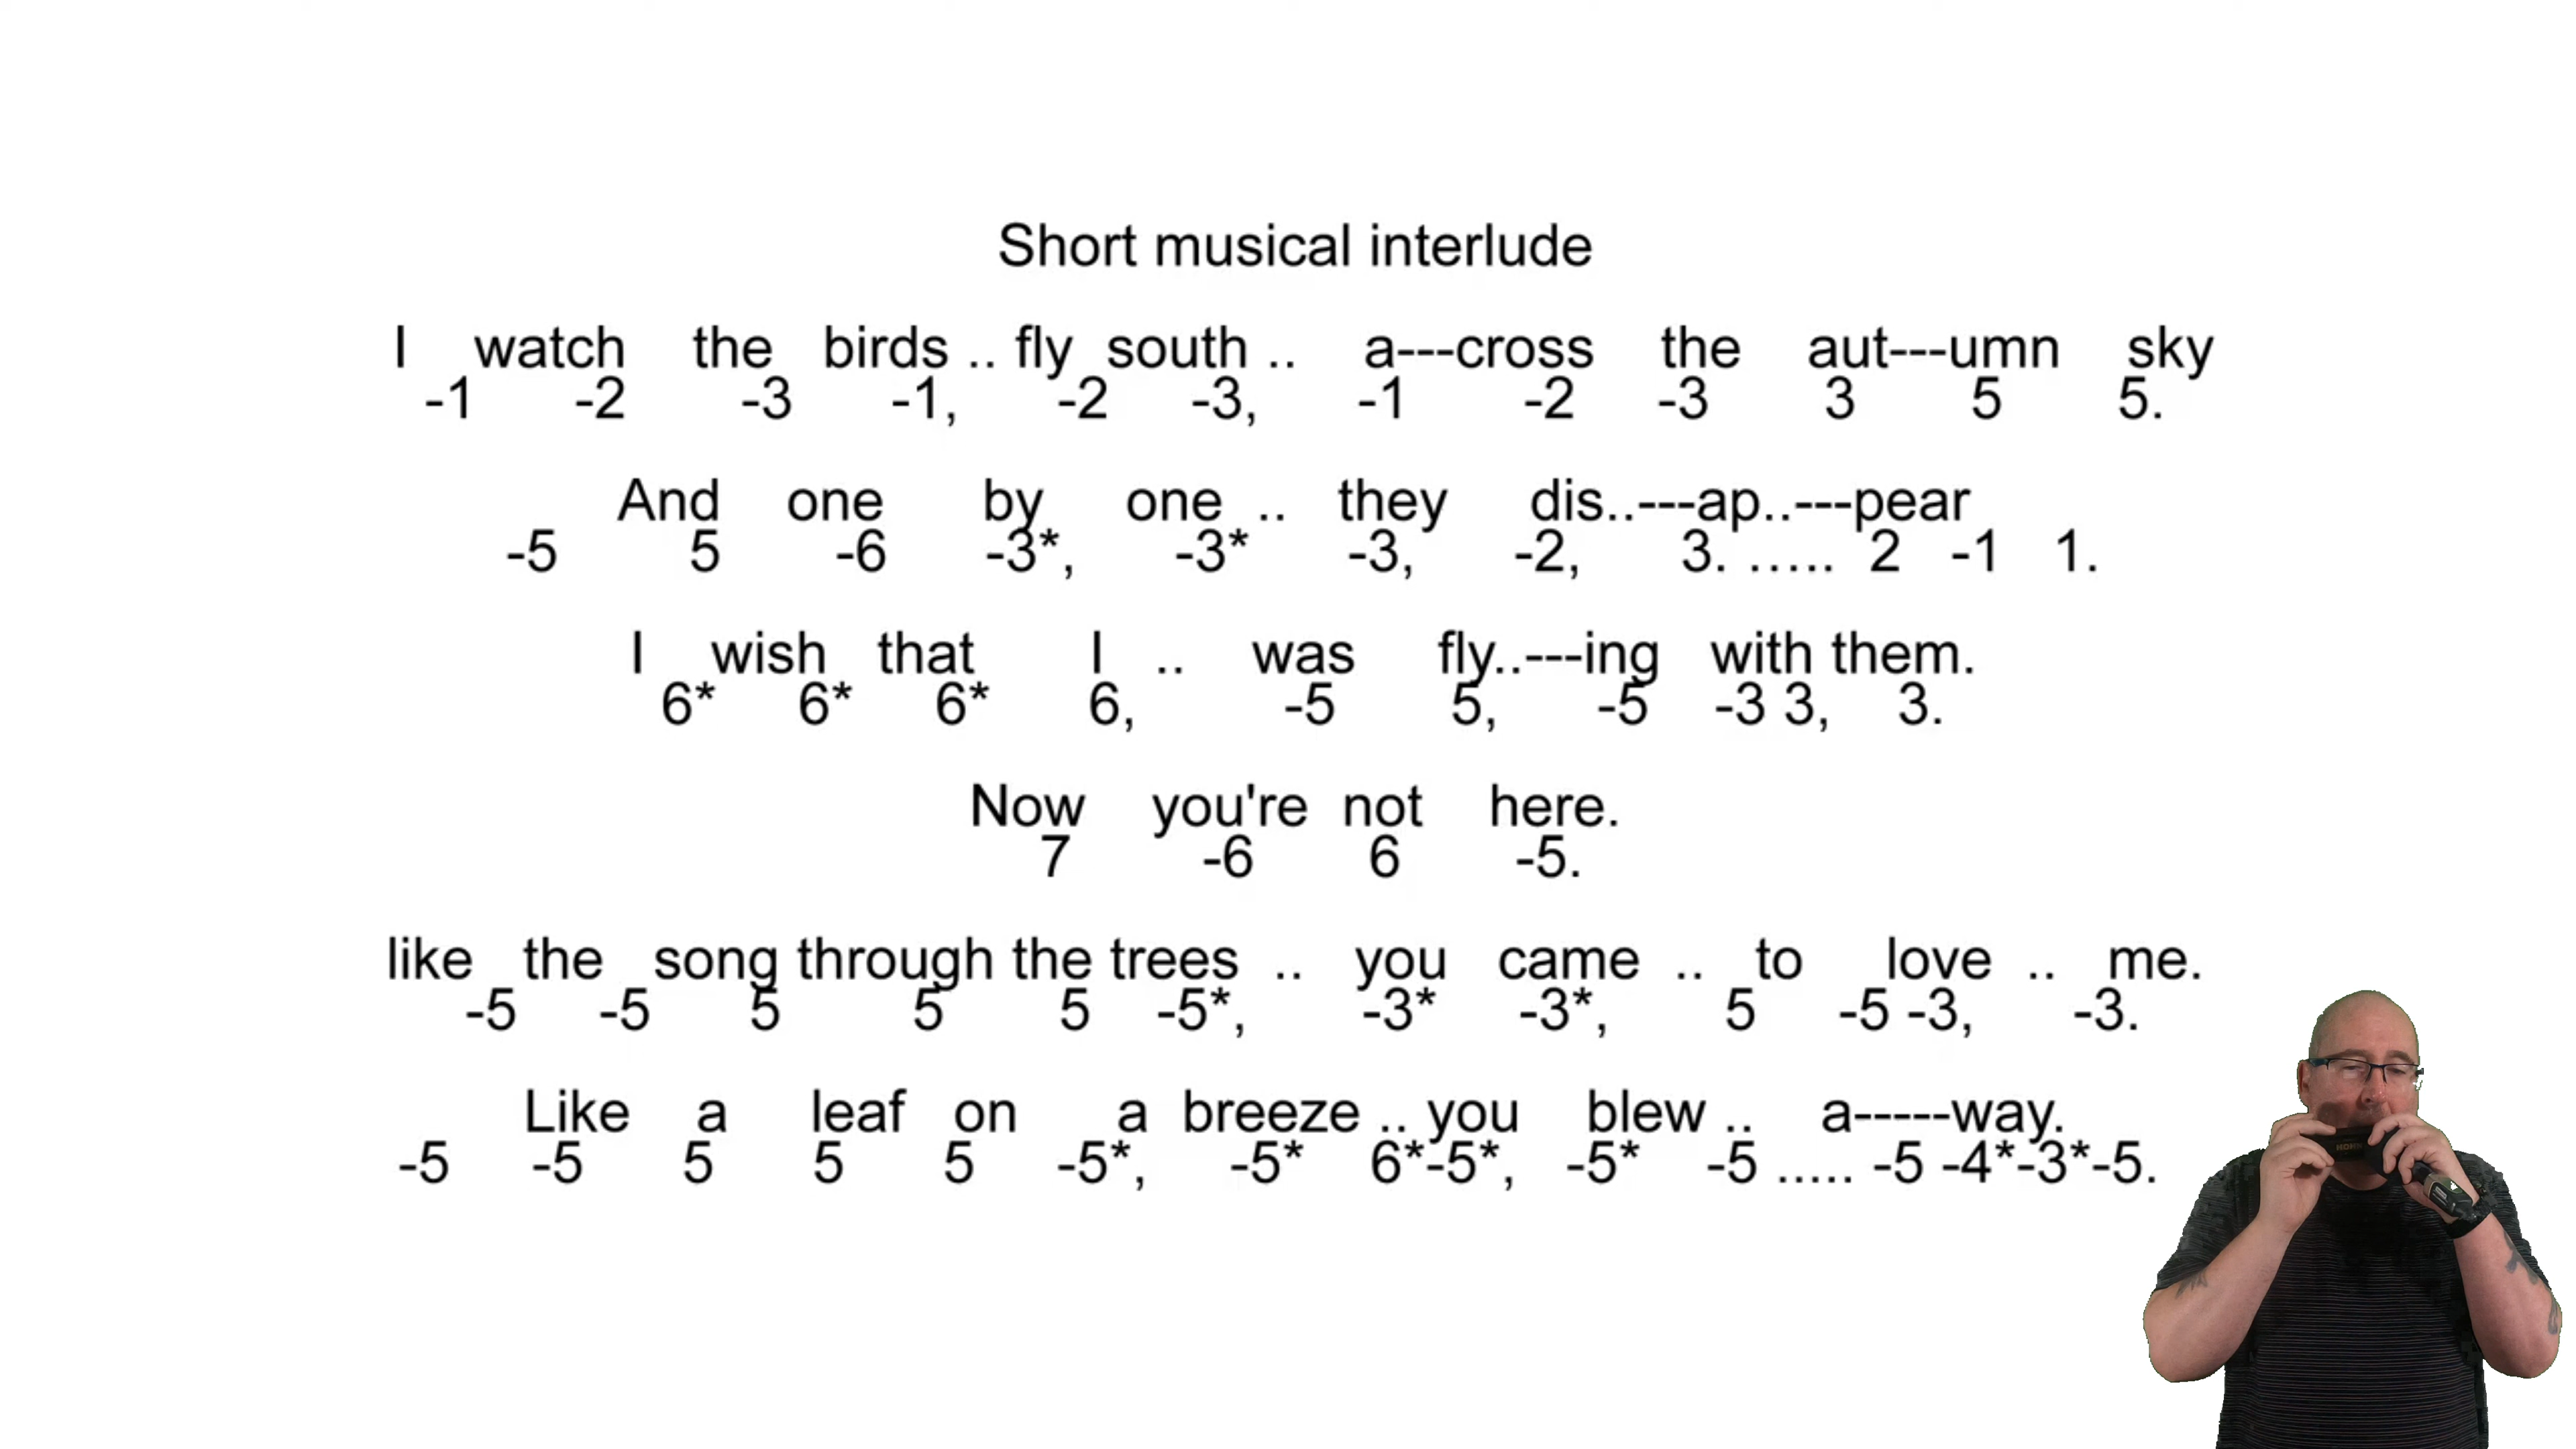 Short musical interlude
I watch the birds .. fly south .. a---cross the aut---umn sky
-1 -2 -3 -1, -2 -3, -1 -2 -3 3 5 5.
And one by one .. they dis..---ap..---pear
-5 5 -6 -3*, -3* -3, -2, 3. ..... 2 -1 1.
I wish that I .. was fly..---ing with them.
6* 6* 6* 6, -5 5, -5 -3 3, 3.
Now you're not here.
7 -6 6 -5.
like the song through the trees .. you came .. to love .. me.
-5 -5 5 5 5 -5*, -3* -3*, 5 -5 -3, -3.
Like a leaf on a breeze .. you blew .. a-----way.
-5 -5 5 5 5 -5*, -5* 6*-5*, -5* -5 ..... -5 -4*-3*-5.